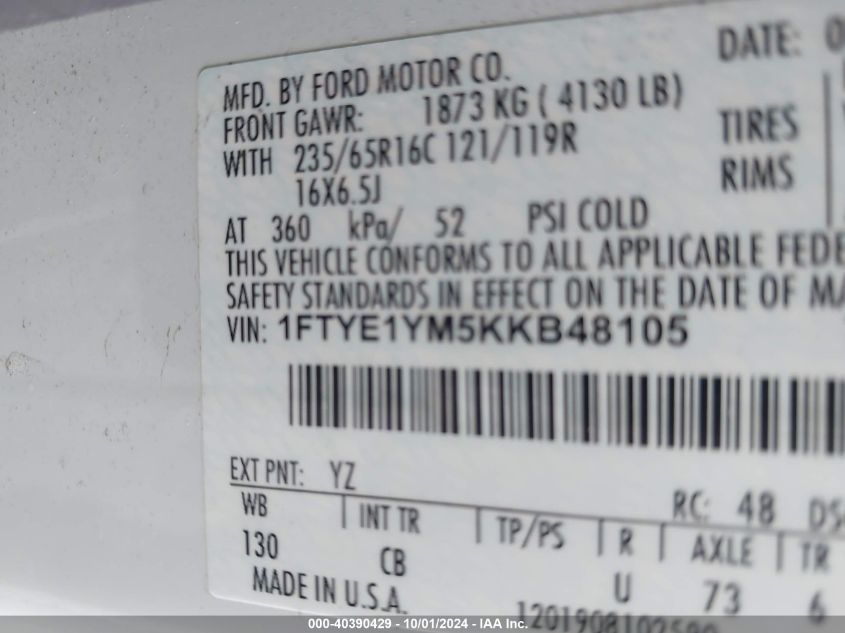 MFD. BY FORD MOTOR CO.
DATE: 0
FRONT GAWR: 1873 KG ( 4130 LB)
WITH 235/65R16C 121/119R
TIRES
16X6.5J
RIMS
AT 360 kPa/ 52 PSI COLD
THIS VEHICLE CONFORMS TO ALL APPLICABLE FEDE
SAFETY STANDARDS IN EFFECT ON THE DATE OF MA
VIN: 1FTYE1YM5KKB48105
EXT PNT: YZ
RC: 48 DS
WB INT TR TP/PS R AXLE TR
130 CB U 73 6
MADE IN U.S.A.
000-40390429 - 10/01/2024 - IAA Inc.